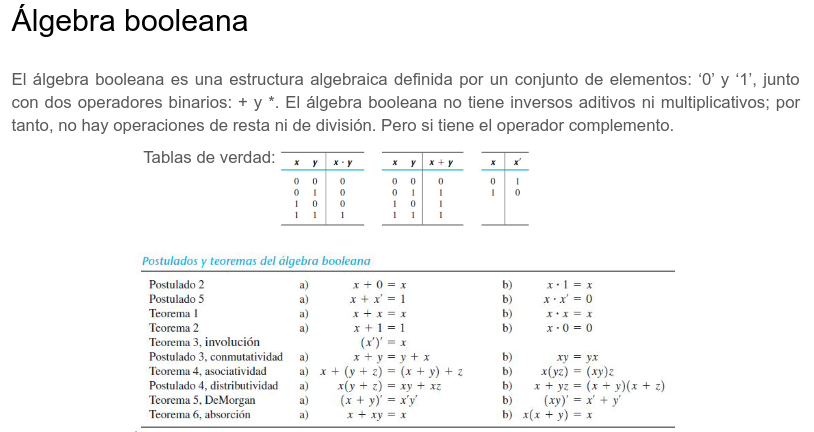 Álgebra booleana
El álgebra booleana es una estructura algebraica definida por un conjunto de elementos: ‘0’ y ‘1’, junto
con dos operadores binarios: + y *. El álgebra booleana no tiene inversos aditivos ni multiplicativos; por
tanto, no hay operaciones de resta ni de división. Pero si tiene el operador complemento.
Tablas de verdad:
x y x · y
0 0 0
0 1 0
1 0 0
1 1 1
x y x + y
0 0 0
0 1 1
1 0 1
1 1 1
x x′
0 1
1 0
Postulados y teoremas del álgebra booleana
Postulado 2 a) x + 0 = x b) x · 1 = x
Postulado 5 a) x + x′ = 1 b) x · x′ = 0
Teorema 1 a) x + x = x b) x · x = x
Teorema 2 a) x + 1 = 1 b) x · 0 = 0
Teorema 3, involución (x′)′ = x
Postulado 3, conmutatividad a) x + y = y + x b) xy = yx
Teorema 4, asociatividad a) x + (y + z) = (x + y) + z b) x(yz) = (xy)z
Postulado 4, distributividad a) x(y + z) = xy + xz b) x + yz = (x + y)(x + z)
Teorema 5, DeMorgan a) (x + y)′ = x′y′ b) (xy)′ = x′ + y′
Teorema 6, absorción a) x + xy = x b) x(x + y) = x